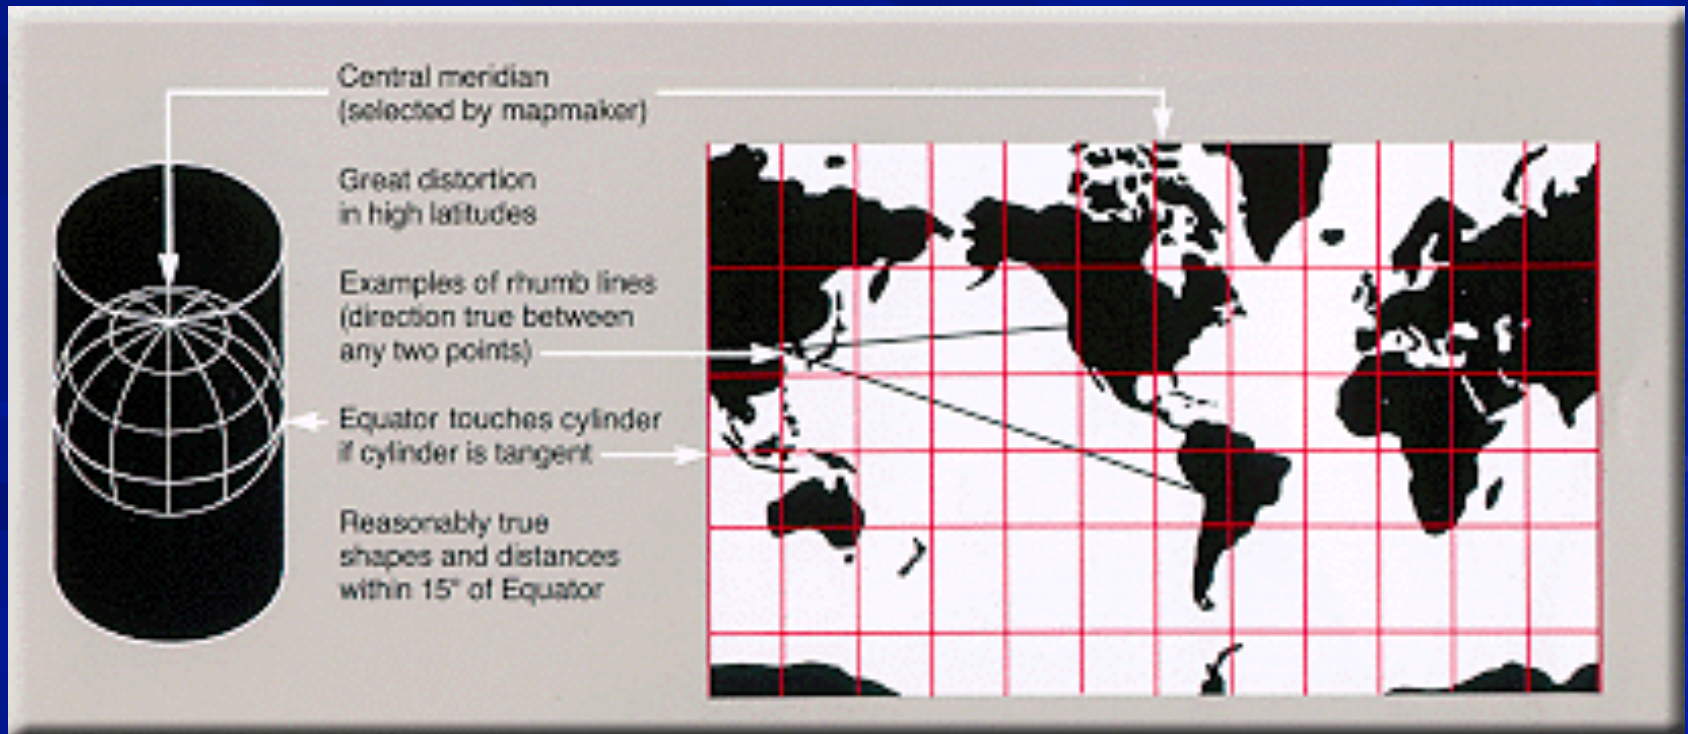 Central meridian
(selected by mapmaker)
Great distortion
in high latitudes
Examples of rhumb lines
(direction true between
any two points)
Equator touches cylinder
if cylinder is tangent
Reasonably true
shapes and distances
within 15° of Equator